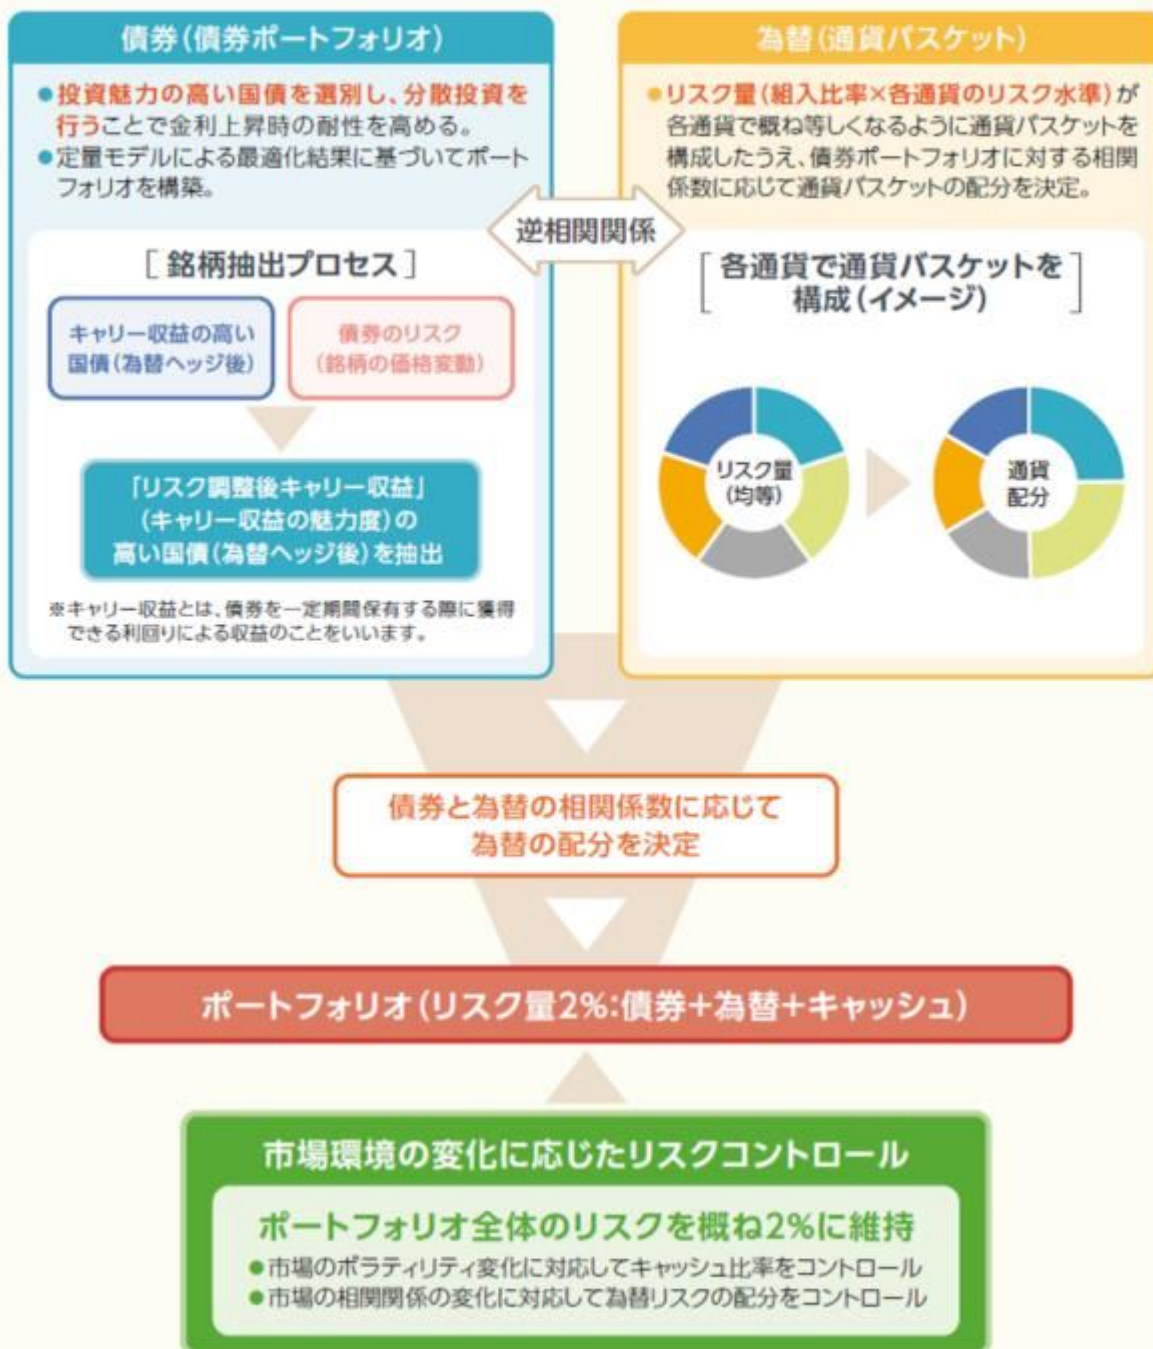 債券(債券ポートフォリオ)
●投資魅力の高い国債を選別し、分散投資を
行うことで金利上昇時の耐性を高める。
●定量モデルによる最適化結果に基づいてポート
フォリオを構築。
[銘柄抽出プロセス]
キャリー収益の高い
国債(為替ヘッジ後)
債券のリスク
(銘柄の価格変動)
「リスク調整後キャリー収益」
(キャリー収益の魅力度)の
高い国債(為替ヘッジ後)を抽出
※キャリー収益とは、債券を一定期間保有する際に獲得
できる利回りによる収益のことをいいます。
逆相関関係
為替(通貨バスケット)
●リスク量(組入比率×各通貨のリスク水準)が
各通貨で概ね等しくなるように通貨バスケットを
構成したうえ、債券ポートフォリオに対する相関
係数に応じて通貨バスケットの配分を決定。
[各通貨で通貨バスケットを
構成(イメージ)]
リスク量
(均等)
通貨
配分
債券と為替の相関係数に応じて
為替の配分を決定
ポートフォリオ(リスク量2%:債券+為替+キャッシュ)
市場環境の変化に応じたリスクコントロール
ポートフォリオ全体のリスクを概ね2%に維持
●市場のボラティリティ変化に対応してキャッシュ比率をコントロール
●市場の相関関係の変化に対応して為替リスクの配分をコントロール